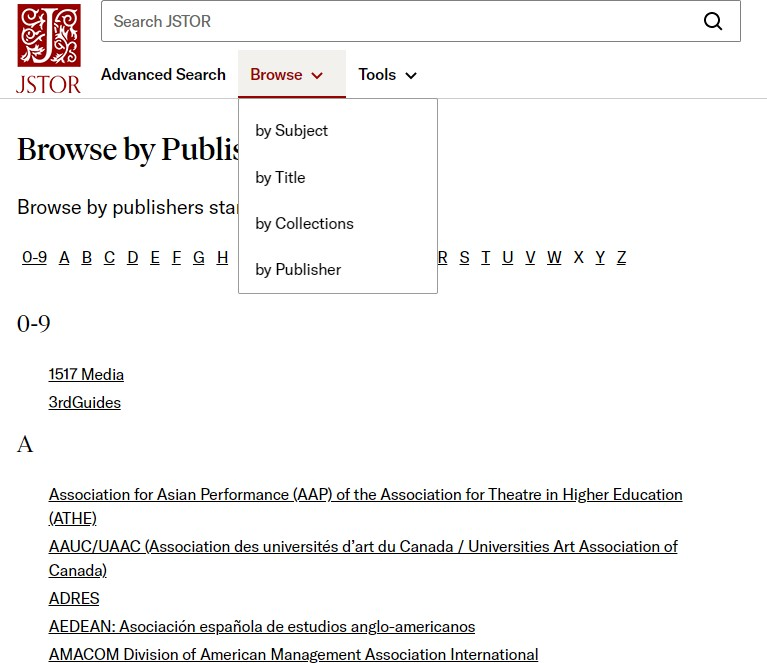 Search JSTOR
JSTOR
Advanced Search Browse Tools
by Subject
by Title
by Collections
by Publisher
Browse by Publis
Browse by publishers star
0-9 A B C D E F G H R S T U V W X Y Z
0-9
1517 Media
3rdGuides
A
Association for Asian Performance (AAP) of the Association for Theatre in Higher Education
(ATHE)
AAUC/UAAC (Association des universités d’art du Canada / Universities Art Association of
Canada)
ADRES
AEDEAN: Asociación española de estudios anglo-americanos
AMACOM Division of American Management Association International